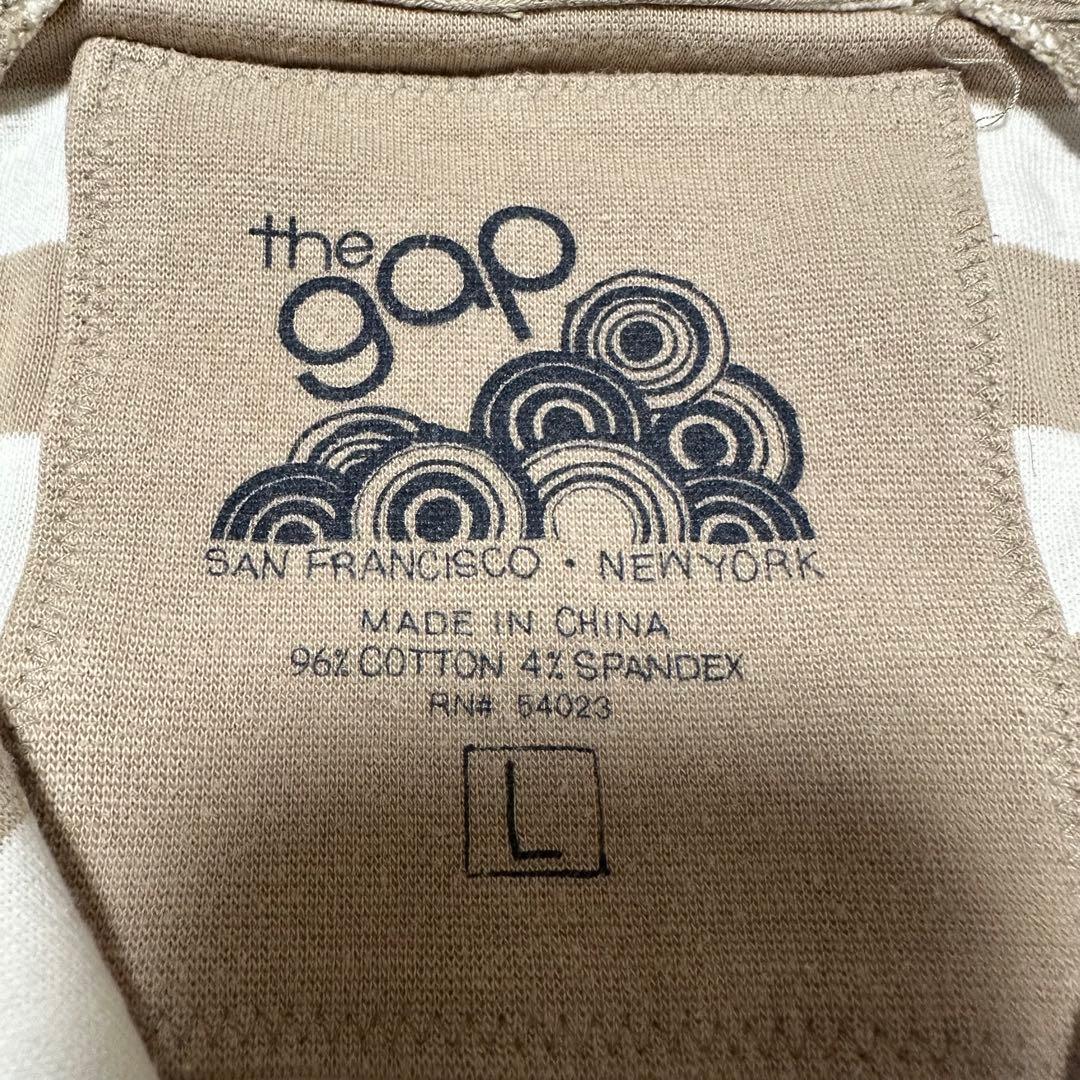 the
gap
SAN FRANCISCO • NEW YORK
MADE IN CHINA
96% COTTON 4% SPANDEX
RN# 54023
L